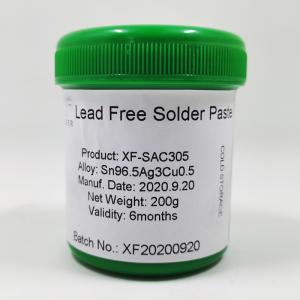 Lead Free Solder Paste
Product: XF-SAC305
Alloy: Sn96.5Ag3Cu0.5
Manuf. Date: 2020.9.20
Net Weight: 200g
Validity: 6months
Batch No.: XF20200920
COLD STORAGE